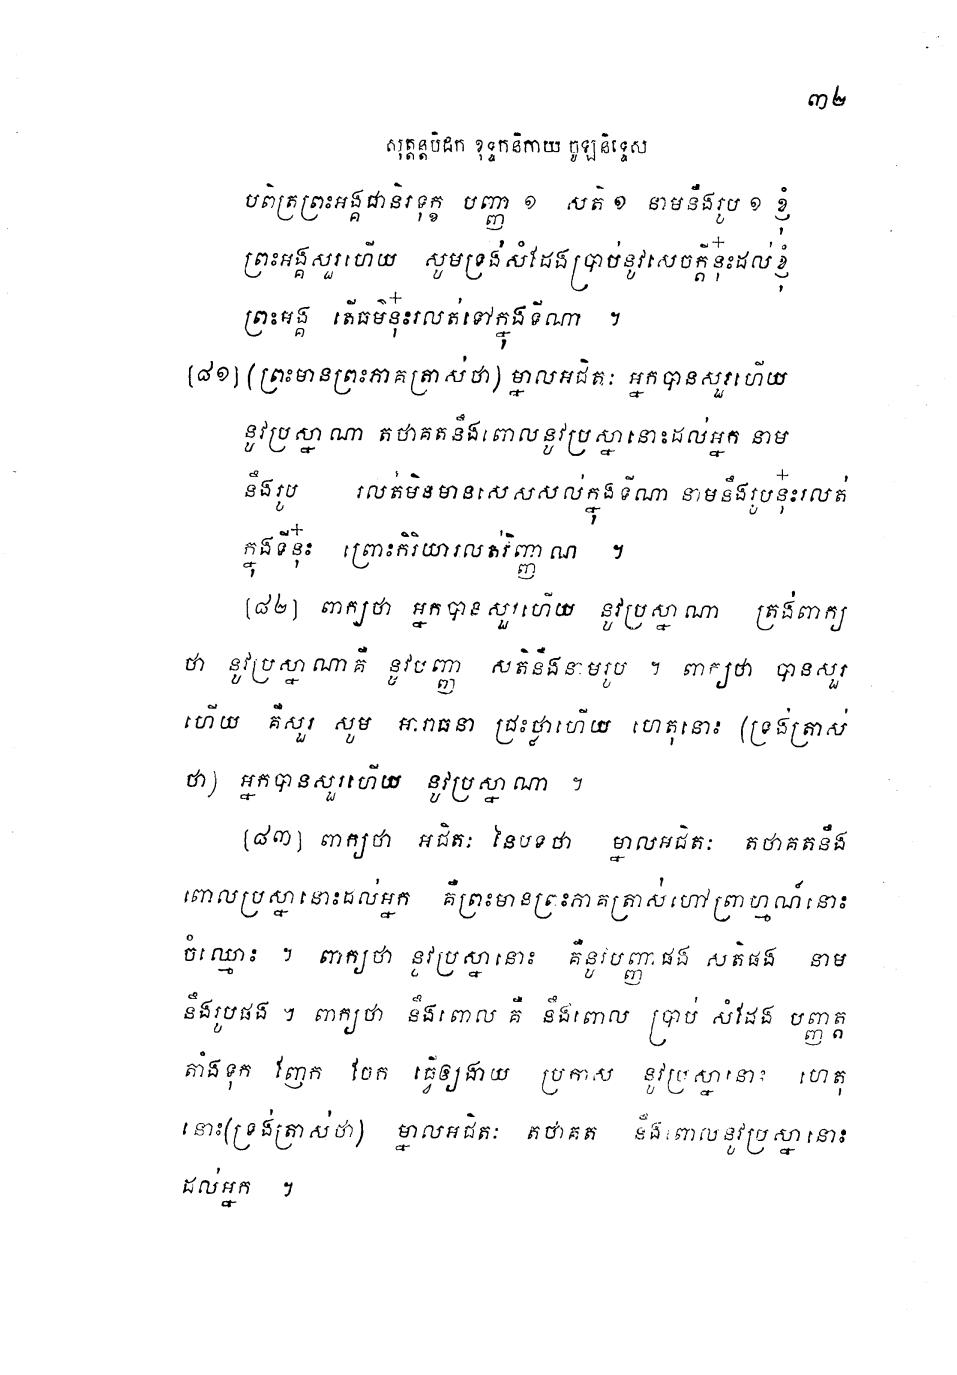 ៣២
សុត្តន្តបិដក ខុទ្ទកនិកាយ ចូឡនិទ្ទេស
បពិត្រព្រះអង្គជានិរទុក្ខ បញ្ញា ១ សតិ ១ នាមនឹងរូប ១ ខ្ញុំ
ព្រះអង្គសួរហើយ សូមទ្រង់សំដែងប្រាប់នូវសេចក្តីនុ៎ះដល់ខ្ញុំ
ព្រះអង្គ តើធម៌នុ៎ះរលត់ទៅក្នុងទីណា ។
[៨១] (ព្រះមានព្រះភាគត្រាស់ថា) ម្នាលអជិតៈ អ្នកបានសួរហើយ
នូវប្រស្នាណា តថាគតនឹងពោលនូវប្រស្នានោះដល់អ្នក នាម
នឹងរូប រលត់មិនមានសេសសល់ក្នុងទីណា នាមនឹងរូបនុ៎ះរលត់
ក្នុងទីនុ៎ះ ព្រោះកិរិយារលត់វិញ្ញាណ ។
[៨២] ពាក្យថា អ្នកបានសួរហើយ នូវប្រស្នាណា ត្រង់ពាក្យ
ថា នូវប្រស្នាណាគឺ នូវបញ្ញា សតិនឹងនាមរូប ។ ពាក្យថា បានសួរ
ហើយ គឺសួរ សូម អារាធនា ជ្រះថ្លាហើយ ហេតុនោះ (ទ្រង់ត្រាស់
ថា) អ្នកបានសួរហើយ នូវប្រស្នាណា ។
[៨៣] ពាក្យថា អជិតៈ នៃបទថា ម្នាលអជិតៈ តថាគតនឹង
ពោលប្រស្នានោះដល់អ្នក គឺព្រះមានព្រះភាគត្រាស់ហៅព្រាហ្មណ៍នោះ
ចំឈ្មោះ ។ ពាក្យថា នូវប្រស្នានោះ គឺនូវបញ្ញាផង សតិផង នាម
នឹងរូបផង ។ ពាក្យថា នឹងពោល គឺ នឹងពោល ប្រាប់ សំដែង បញ្ញត្ត
តាំងទុក វញែក វែក ធ្វើឲ្យងាយ ប្រកាស នូវប្រស្នានោះ ហេតុ
នោះ(ទ្រង់ត្រាស់ថា) ម្នាលអជិតៈ តថាគត នឹងពោលនូវប្រស្នានោះ
ដល់អ្នក ។